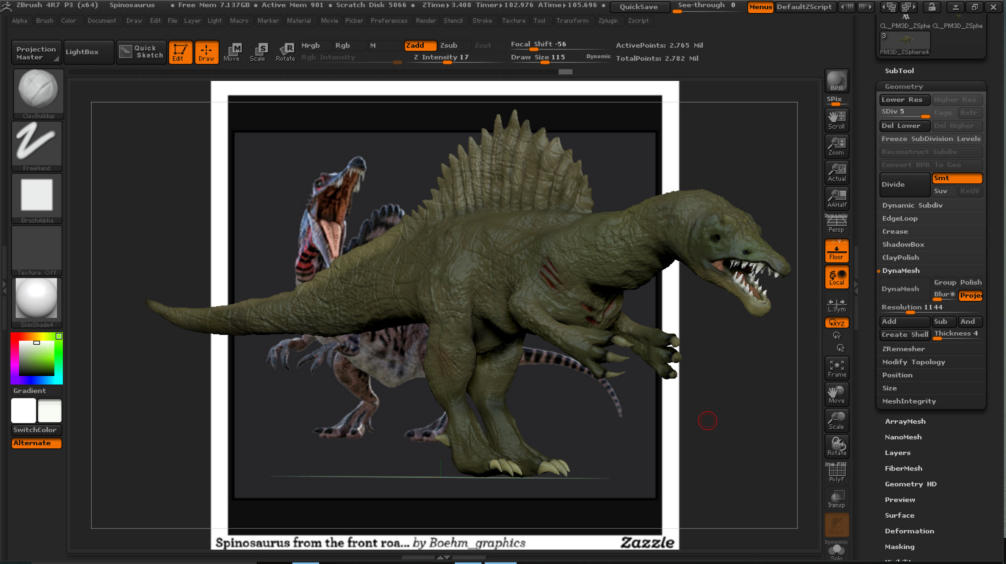 ZBrush 4R7 P3 (x64) Spinosaurus • Free Mem 7.137GB • Active Mem 901 • Scratch Disk 5066 • ZTime▸3.408 Timer▸102.976 ATime▸105.696 QuickSave See-through 0 Menus DefaultZScript
Alpha Brush Color Document Draw Edit File Layer Light Macro Marker Material Movie Picker Preferences Render Stencil Stroke Texture Tool Transform Zplugin Zscript
Projection Master LightBox Quick Sketch Edit Draw Move Scale Rotate
Mrgb Rgb M Zadd Zsub Focal Shift -56 ActivePoints: 2.765 Mil
Rgb Intensity Z Intensity 17 Draw Size 115 Dynamic TotalPoints: 2.782 Mil
FreeHand
BrushAlpha
Texture Off
Gradient
SwitchColor
Alternate
Spinosaurus from the front roa... by Boehm_graphics Zazzle
BPR
SPix
Scroll
Zoom
Actual
AAHalf
Dynamic
Persp
Floor
Local
L.Sym
XYZ
Frame
Move
Scale
Rotate
Line Fill
PolyF
Transp
Dynamic
Solo
3
SubTool
Geometry
Lower Res Higher Res
SDiv 5 Cage Rstr
Del Lower Del Higher
Freeze SubDivision Levels
Reconstruct Subdiv
Convert BPR To Geo
Divide Smt
Suv ReUV
Dynamic Subdiv
EdgeLoop
Crease
ShadowBox
ClayPolish
DynaMesh
DynaMesh Group Polish
Blur Proje
Resolution 1144
Add Sub And
Create Shell Thickness 4
ZRemesher
Modify Topology
Position
Size
MeshIntegrity
ArrayMesh
NanoMesh
Layers
FiberMesh
Geometry HD
Preview
Surface
Deformation
Masking